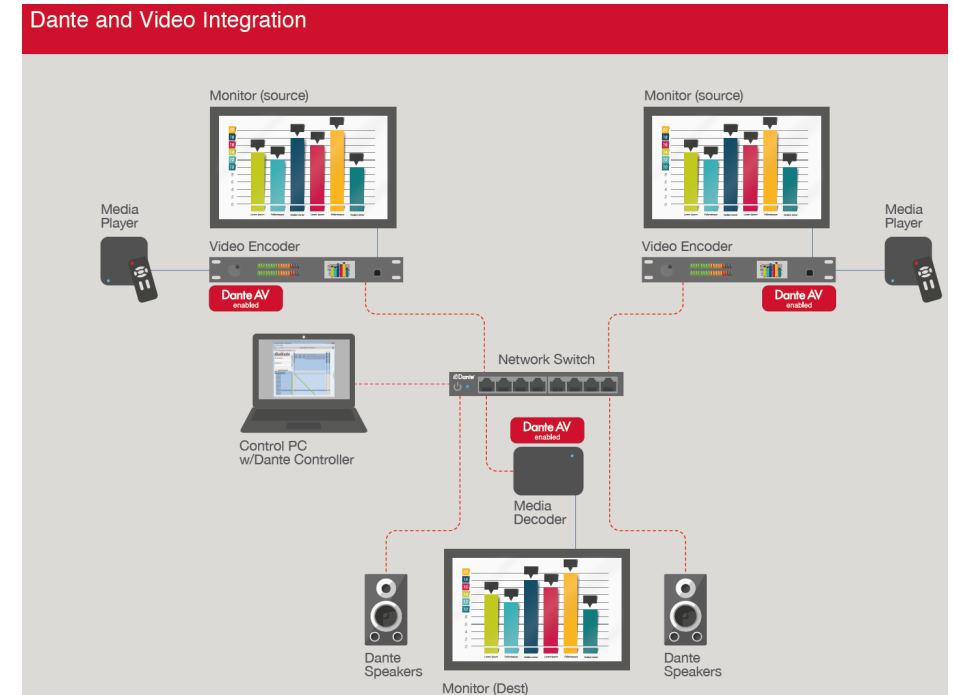 Dante and Video Integration
Monitor (source)
Monitor (source)
Media
Player
Media
Player
Video Encoder
Video Encoder
Dante AV
enabled
Dante AV
enabled
Network Switch
Dante
Dante AV
enabled
Control PC
w/Dante Controller
Media
Decoder
Dante
Speakers
Dante
Speakers
Monitor (Dest)